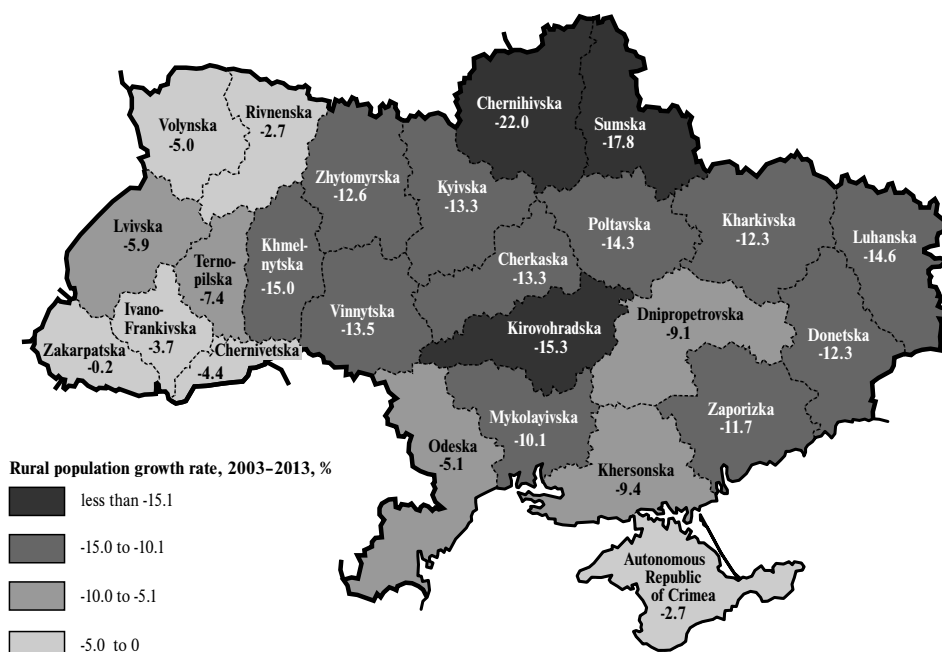 Chernihivska
-22.0
Sumska
-17.8
Rivnenska
-2.7
Volynska
-5.0
Zhytomyrska
-12.6
Kyivska
-13.3
Poltavska
-14.3
Kharkivska
-12.3
Luhanska
-14.6
Lvivska
-5.9
Terno-
pilska
-7.4
Khmel-
nytska
-15.0
Cherkaska
-13.3
Vinnytska
-13.5
Ivano-
Frankivska
-3.7
Kirovohradska
-15.3
Dnipropetrovska
-9.1
Donetska
-12.3
Zakarpatska
-0.2
Chernivetska
-4.4
Mykolayivska
-10.1
Zaporizka
-11.7
Odeska
-5.1
Khersonska
-9.4
Autonomous
Republic
of Crimea
-2.7
Rural population growth rate, 2003–2013, %
less than -15.1
-15.0 to -10.1
-10.0 to -5.1
-5.0 to 0